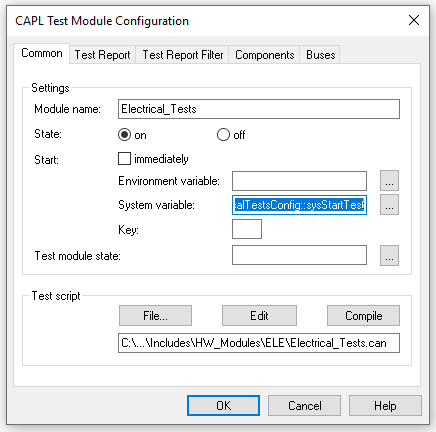 CAPL Test Module Configuration
Common Test Report Test Report Filter Components Buses
Settings
Module name: Electrical_Tests
State: on off
Start: immediately
Environment variable: ...
System variable: alTestsConfig::sysStartTest ...
Key:
Test module state: ...
Test script
File... Edit Compile
C:\...\Includes\HW_Modules\ELE\Electrical_Tests.can
OK Cancel Help